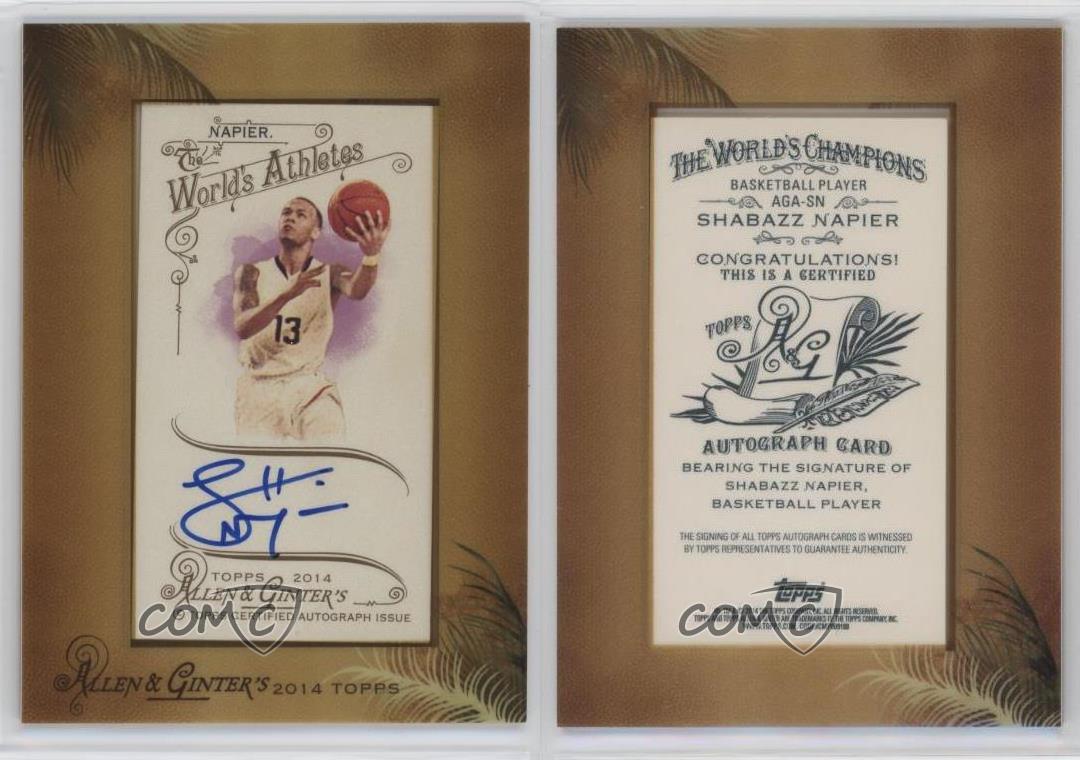 NAPIER.
The
World's Athletes
13
TOPPS 2014
ALLEN & GINTER'S
TOPPS CERTIFIED AUTOGRAPH ISSUE
COMC
ALLEN & GINTER'S 2014 TOPPS
THE WORLD'S CHAMPIONS
BASKETBALL PLAYER
AGA-SN
SHABAZZ NAPIER
CONGRATULATIONS!
THIS IS A CERTIFIED
TOPPS A&G
AUTOGRAPH CARD
BEARING THE SIGNATURE OF
SHABAZZ NAPIER,
BASKETBALL PLAYER
THE SIGNING OF ALL TOPPS AUTOGRAPH CARDS IS WITNESSED
BY TOPPS REPRESENTATIVES TO GUARANTEE AUTHENTICITY.
topps
COMC